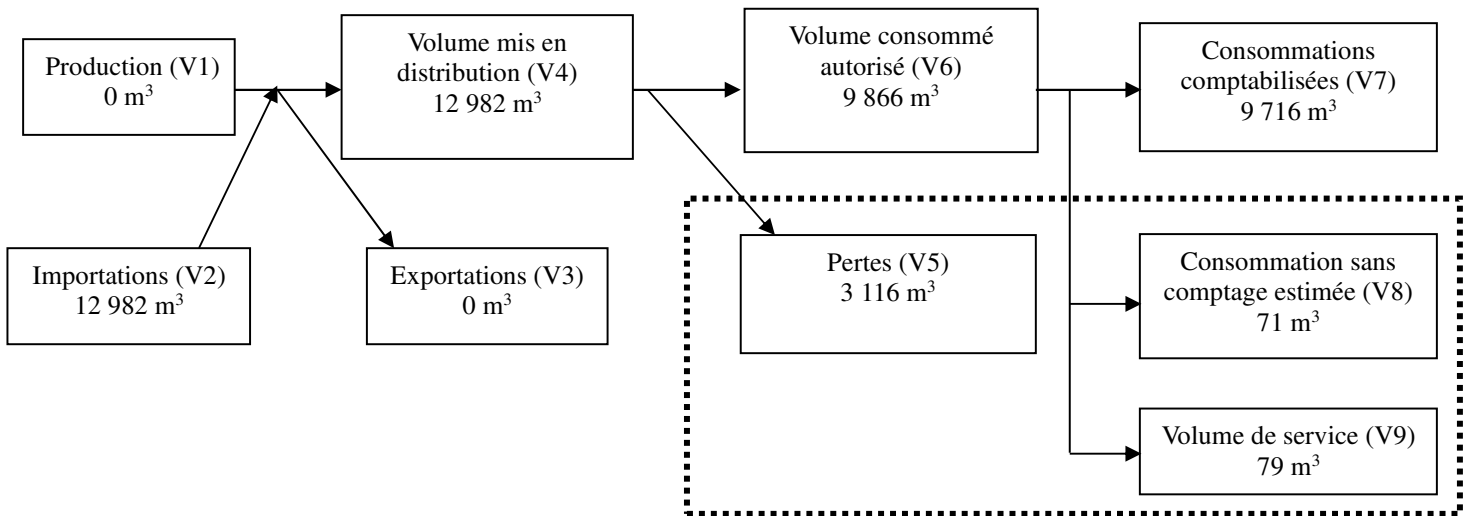 Production (V1)
0 m³
Volume mis en
distribution (V4)
12 982 m³
Volume consommé
autorisé (V6)
9 866 m³
Consommations
comptabilisées (V7)
9 716 m³
Importations (V2)
12 982 m³
Exportations (V3)
0 m³
Pertes (V5)
3 116 m³
Consommation sans
comptage estimée (V8)
71 m³
Volume de service (V9)
79 m³